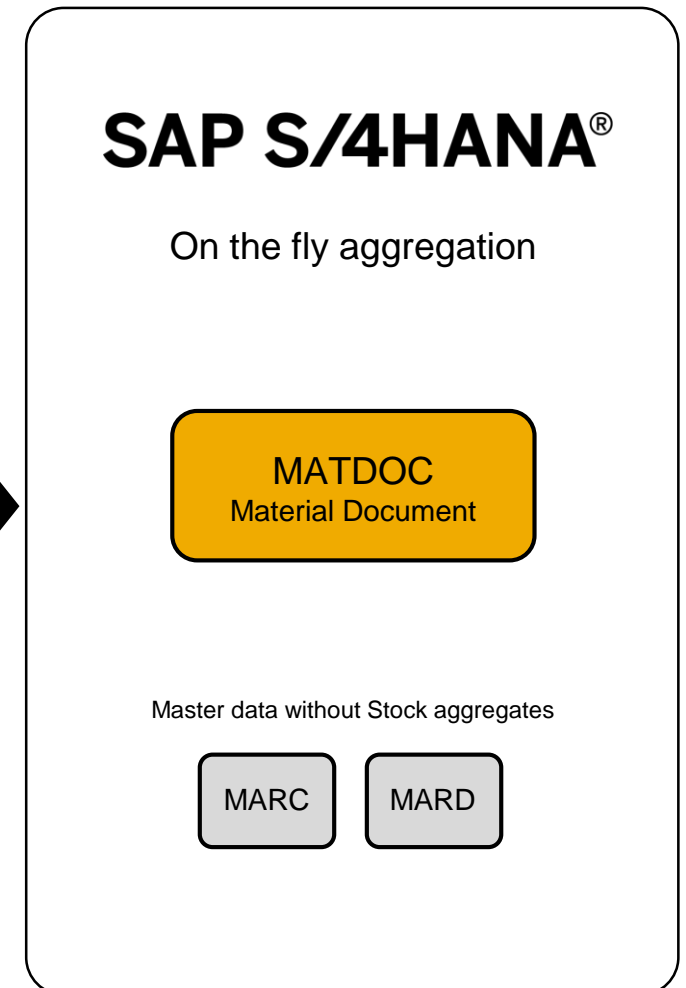 SAP S/4HANA®
On the fly aggregation
MATDOC
Material Document
Master data without Stock aggregates
MARC
MARD